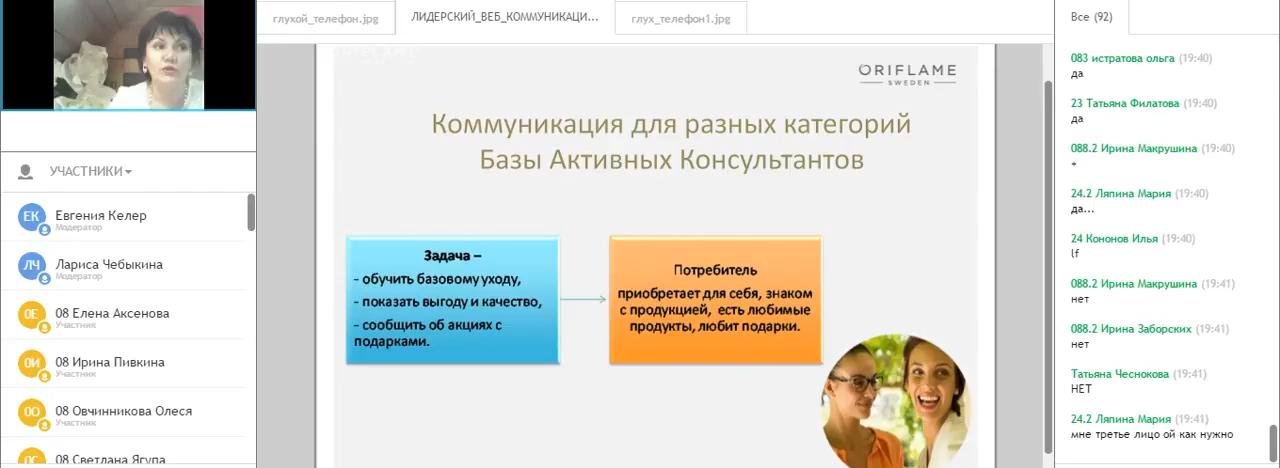 глухой_телефон.jpg
ЛИДЕРСКИЙ_ВЕБ_КОММУНИКАЦИ...
глух_телефон1.jpg
Все (92)
УЧАСТНИКИ
ЕК
Евгения Келер
Модератор
ЛЧ
Лариса Чебыкина
Модератор
ОЕ
08 Елена Аксенова
Участник
ОИ
08 Ирина Пивкина
Участник
ОО
08 Овчинникова Олеся
Участник
ОС
08 Светлана Ягупа
ORIFLAME
SWEDEN
Коммуникация для разных категорий
Базы Активных Консультантов
Задача –
- обучить базовому уходу,
- показать выгоду и качество,
- сообщить об акциях с
подарками.
Потребитель
приобретает для себя, знаком
с продукцией, есть любимые
продукты, любит подарки.
083 истратова ольга (19:40)
да
23 Татьяна Филатова (19:40)
да
088.2 Ирина Макрушина (19:40)
+
24.2 Ляпина Мария (19:40)
да...
24 Кононов Илья (19:40)
lf
088.2 Ирина Макрушина (19:41)
нет
088.2 Ирина Заборских (19:41)
нет
Татьяна Чеснокова (19:41)
НЕТ
24.2 Ляпина Мария (19:41)
мне третье лицо ой как нужно